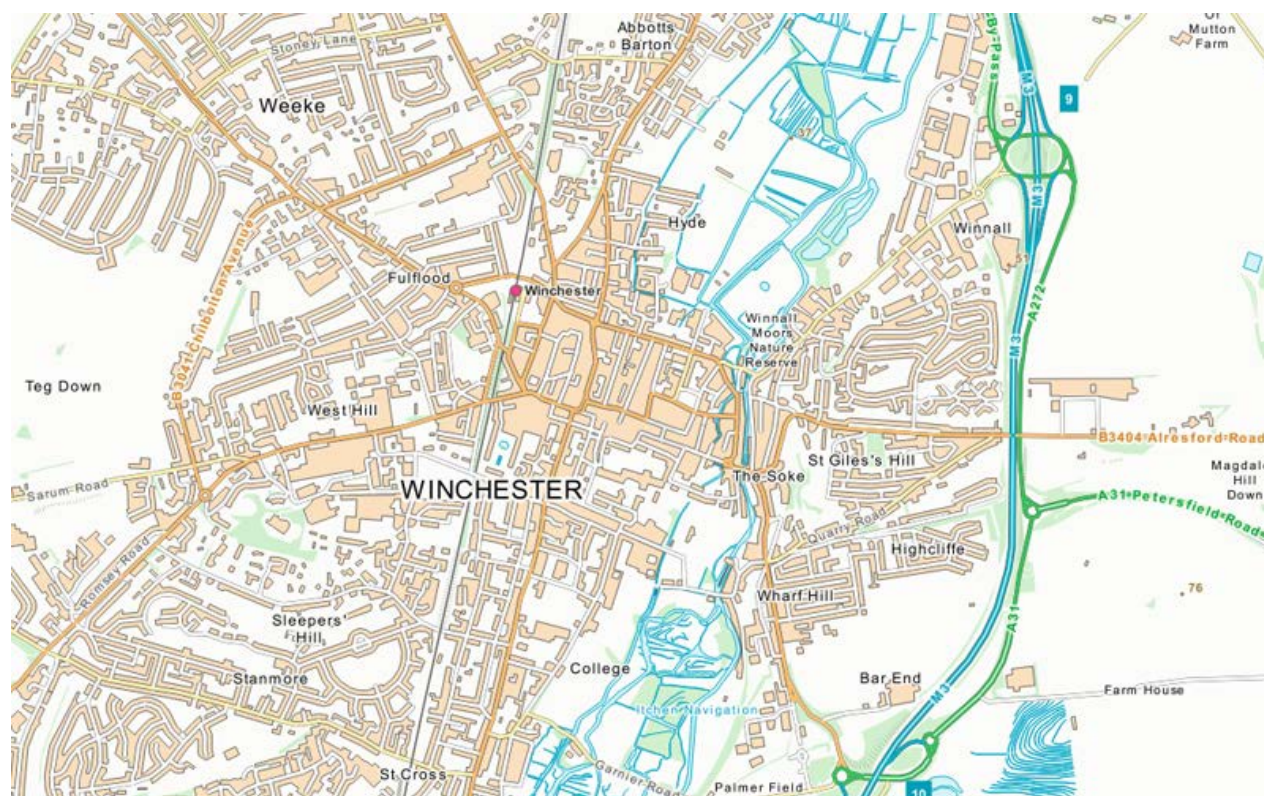 Abbotts
Barton
Of
Mutton
Farm
By-Pass
Stoney Lane
M3
9
Weeke
37
Hyde
Winnall
Fulflood
Winchester
B3041 Chilbolton Avenue
A272
Winnall
Moors
Nature
Reserve
M3
M3
Teg Down
West Hill
B3404 Alresford Road
St Giles's Hill
Magdale
Hill
Down
The Soke
Sarum Road
WINCHESTER
A31 Petersfield Road
Quarry Road
Highcliffe
Romsey Road
76
Wharf Hill
A31
Sleepers'
Hill
College
Stanmore
Bar End
M3
Farm House
Itchen Navigation
St Cross
Garnier Road
Palmer Field
10